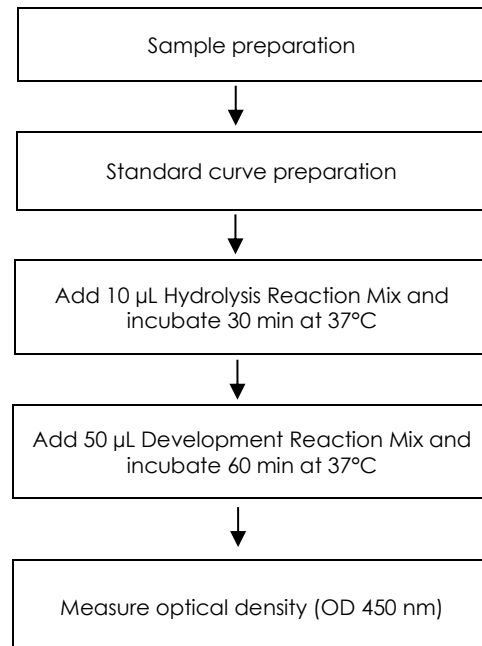 Sample preparation
Standard curve preparation
Add 10 µL Hydrolysis Reaction Mix and
incubate 30 min at 37°C
Add 50 µL Development Reaction Mix and
incubate 60 min at 37°C
Measure optical density (OD 450 nm)